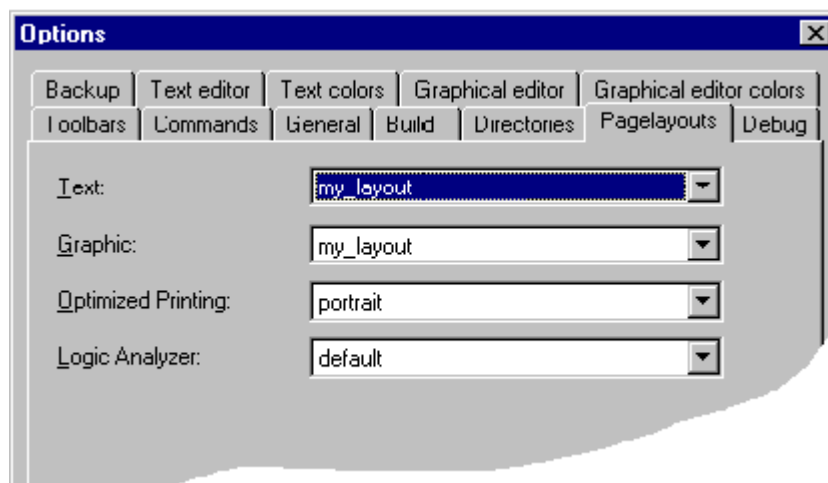 Options
Backup Text editor Text colors Graphical editor Graphical editor colors
Toolbars Commands General Build Directories Pagelayouts Debug
Text: my_layout
Graphic: my_layout
Optimized Printing: portrait
Logic Analyzer: default